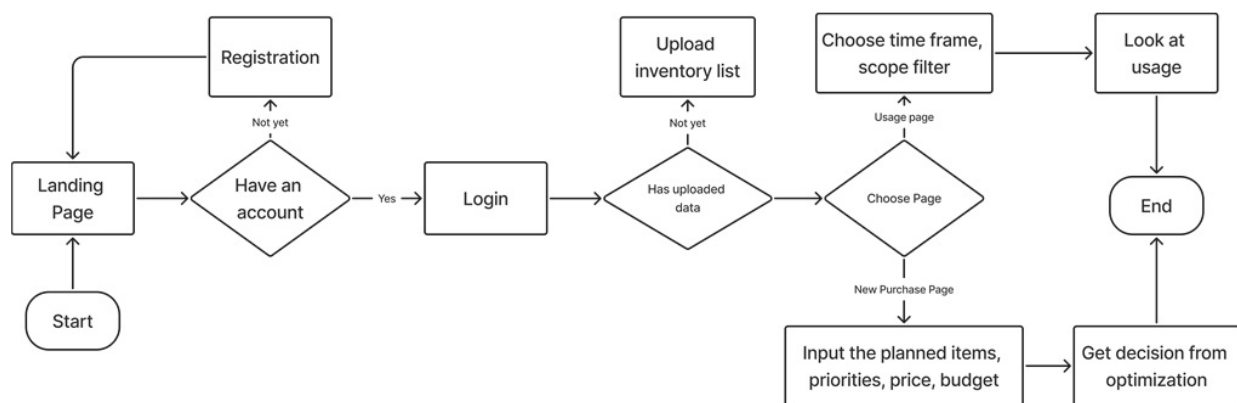 Registration
Upload
inventory list
Choose time frame,
scope filter
Look at
usage
Not yet
Not yet
Usage page
Landing
Page
Have an
account
Yes
Login
Has uploaded
data
Choose Page
End
New Purchase Page
Start
Input the planned items,
priorities, price, budget
Get decision from
optimization